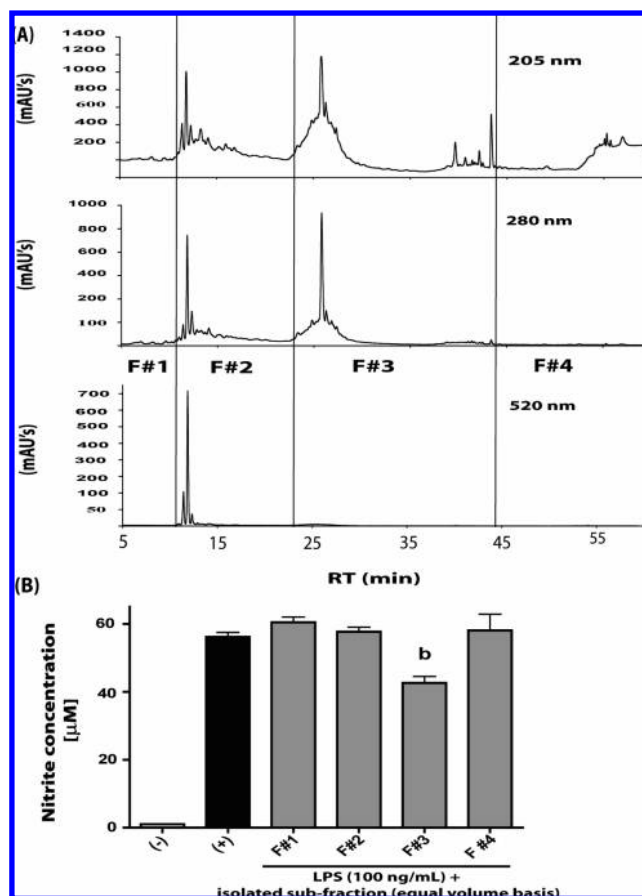 (A)
205 nm
(mAU's)
1400
1200
1000
800
600
400
200
280 nm
(mAU's)
1000
800
600
400
200
100
F#1 F#2 F#3 F#4
520 nm
(mAU's)
700
600
500
400
300
200
100
50
5 15 25 35 45 55
RT (min)
(B)
Nitrite concentration
[µM]
60
40
20
0
b
(-) (+) F#1 F#2 F#3 F #4
LPS (100 ng/mL) +
isolated sub-fraction (equal volume basis)